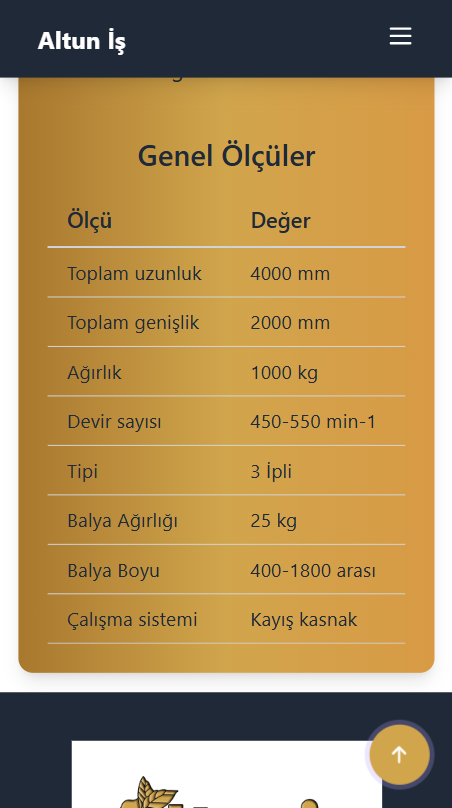 Altun İş
Genel Ölçüler
Ölçü Değer
Toplam uzunluk 4000 mm
Toplam genişlik 2000 mm
Ağırlık 1000 kg
Devir sayısı 450-550 min-1
Tipi 3 İpli
Balya Ağırlığı 25 kg
Balya Boyu 400-1800 arası
Çalışma sistemi Kayış kasnak